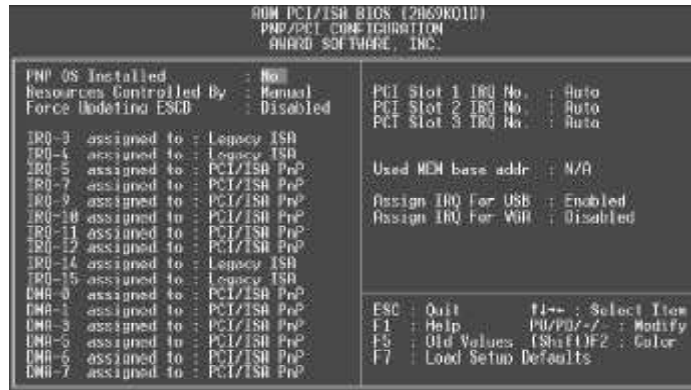 ROM PCI/ISA BIOS (2A69KQ1D)
PNP/PCI CONFIGURATION
AWARD SOFTWARE, INC.
PNP OS Installed : No
Resources Controlled By : Manual
Force Updating ESCD : Disabled
IRQ-3 assigned to : Legacy ISA
IRQ-4 assigned to : Legacy ISA
IRQ-5 assigned to : PCI/ISA PnP
IRQ-7 assigned to : PCI/ISA PnP
IRQ-9 assigned to : PCI/ISA PnP
IRQ-10 assigned to : PCI/ISA PnP
IRQ-11 assigned to : PCI/ISA PnP
IRQ-12 assigned to : PCI/ISA PnP
IRQ-14 assigned to : Legacy ISA
IRQ-15 assigned to : Legacy ISA
DMA-0 assigned to : PCI/ISA PnP
DMA-1 assigned to : PCI/ISA PnP
DMA-3 assigned to : PCI/ISA PnP
DMA-5 assigned to : PCI/ISA PnP
DMA-6 assigned to : PCI/ISA PnP
DMA-7 assigned to : PCI/ISA PnP
PCI Slot 1 IRQ No. : Auto
PCI Slot 2 IRQ No. : Auto
PCI Slot 3 IRQ No. : Auto
Used MEM base addr : N/A
Assign IRQ For USB : Enabled
Assign IRQ For VGA : Disabled
ESC : Quit ↑↓→← : Select Item
F1 : Help PU/PD/+/- : Modify
F5 : Old Values (Shift)F2 : Color
F7 : Load Setup Defaults